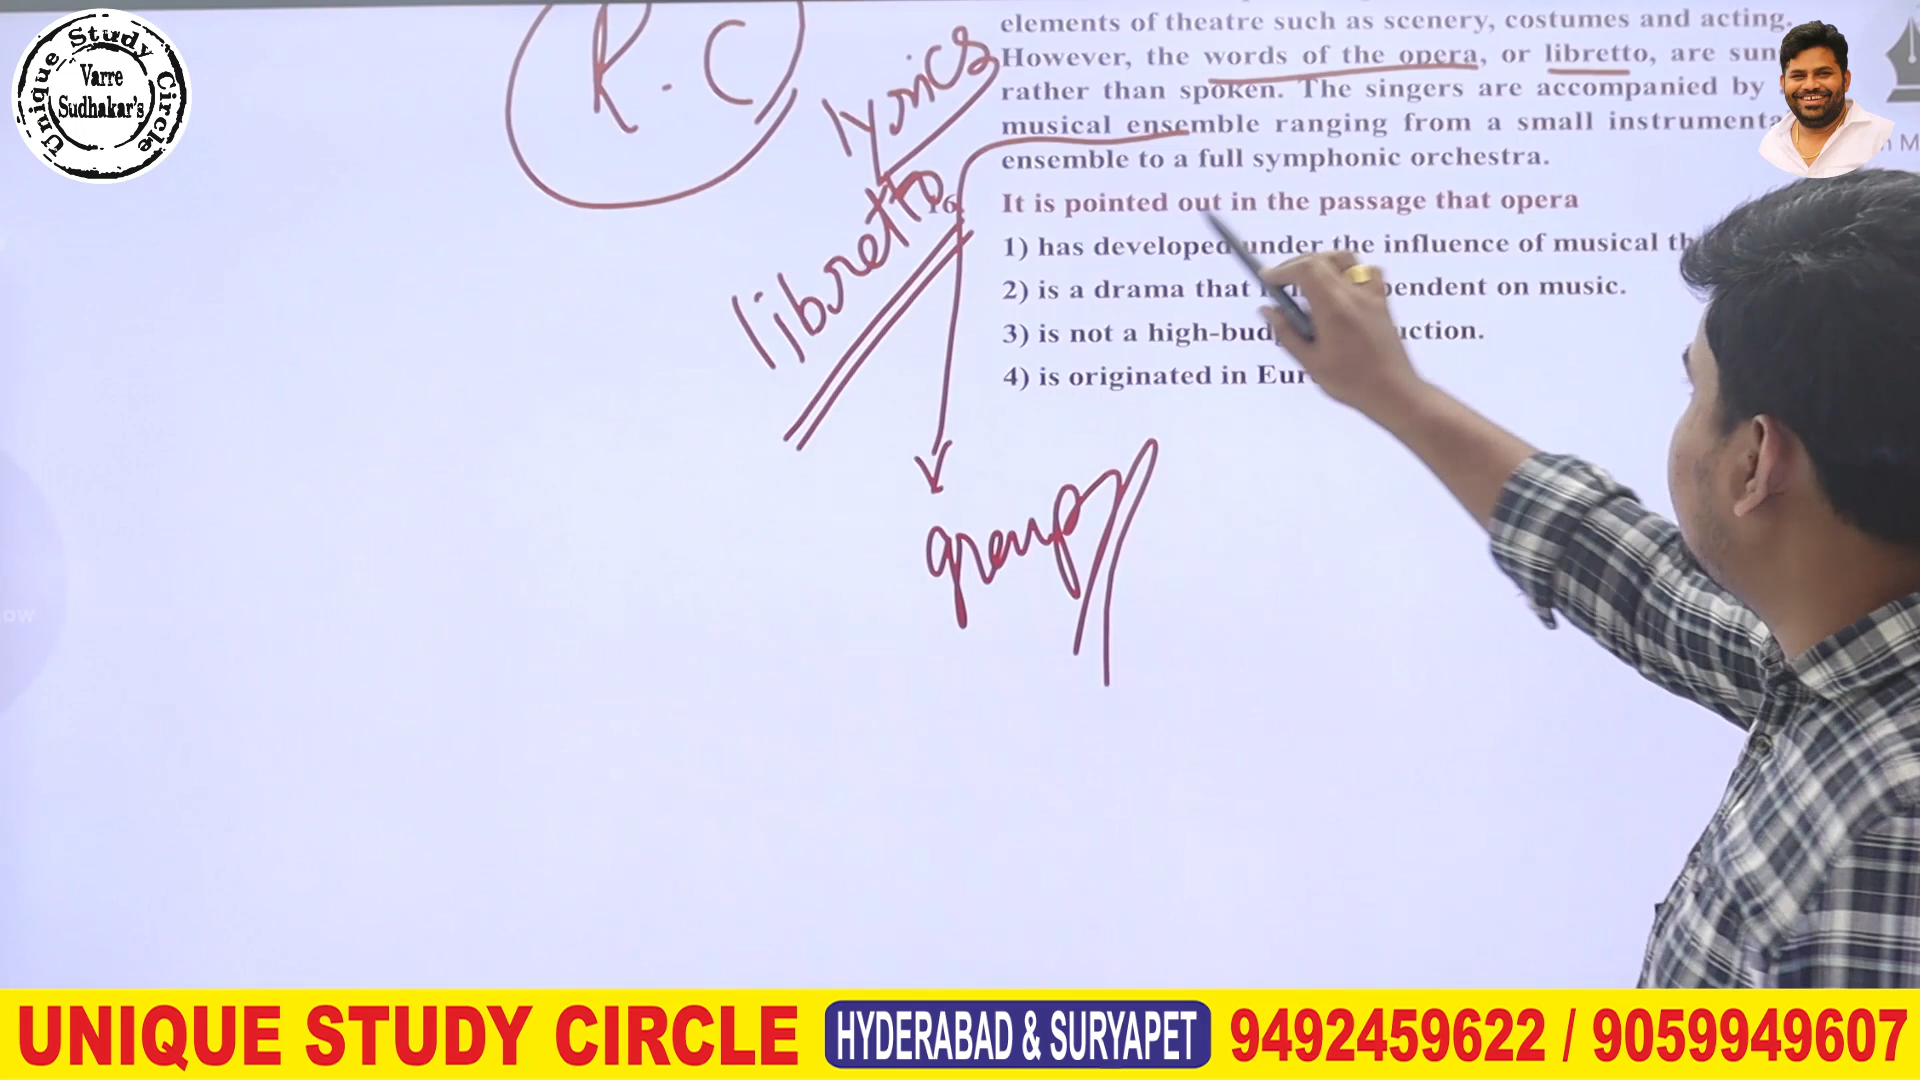 Unique Study Circle
Varre
Sudhakar's
R.C
lyrics
libretto
group
elements of theatre such as scenery, costumes and acting.
However, the words of the opera, or libretto, are sun
rather than spoken. The singers are accompanied by
musical ensemble ranging from a small instrumenta
ensemble to a full symphonic orchestra.
16. It is pointed out in the passage that opera
1) has developed under the influence of musical th
2) is a drama that pendent on music.
3) is not a high-bud uction.
4) is originated in Eur
UNIQUE STUDY CIRCLE HYDERABAD & SURYAPET 9492459622 / 9059949607